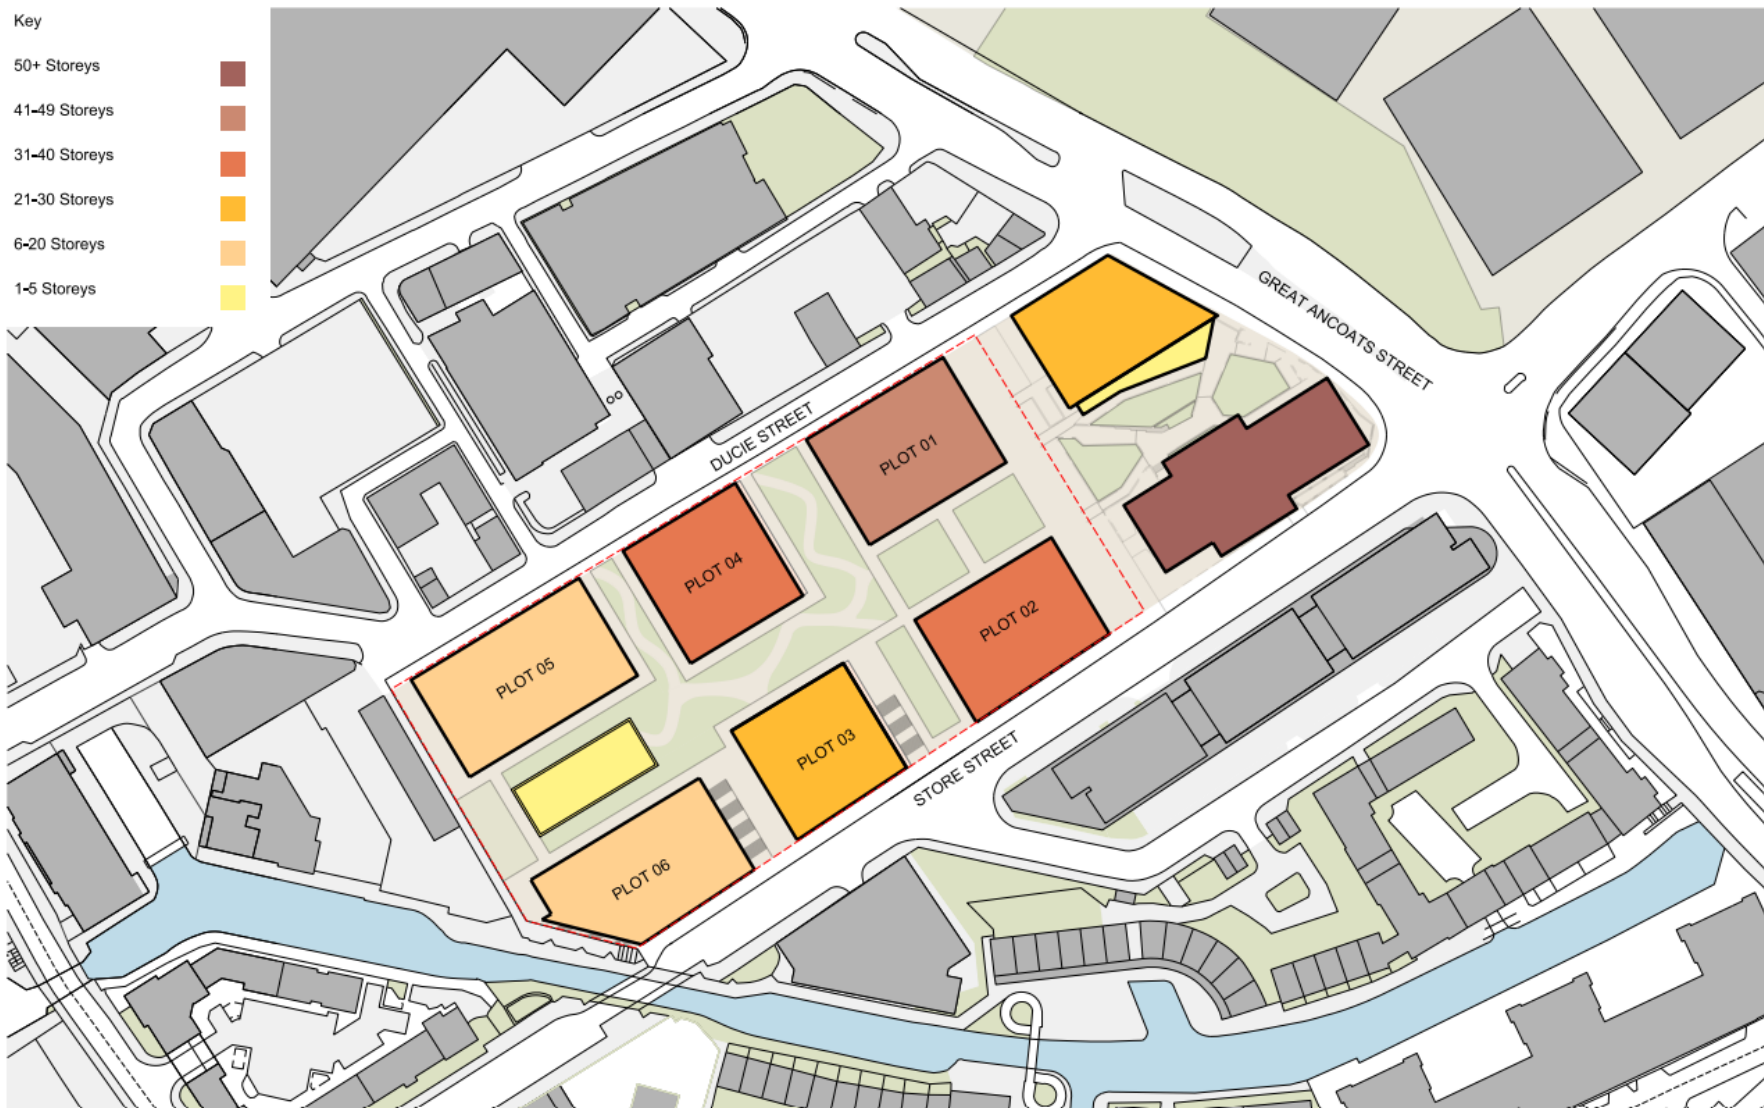 Key
50+ Storeys
41-49 Storeys
31-40 Storeys
21-30 Storeys
6-20 Storeys
1-5 Storeys
GREAT ANCOATS STREET
DUCIE STREET
PLOT 01
PLOT 04
PLOT 02
PLOT 05
PLOT 03
STORE STREET
PLOT 06